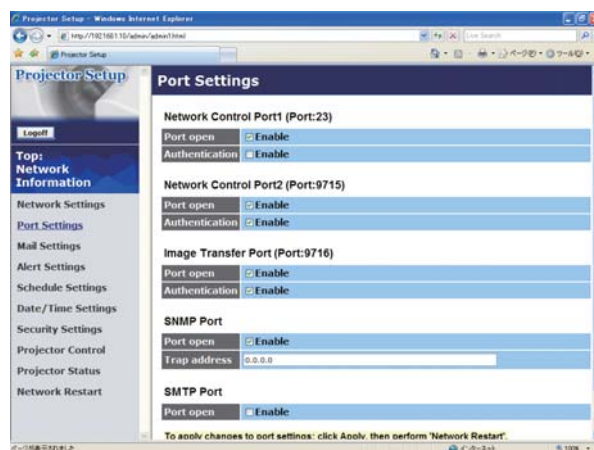 Projector Setup - Windows Internet Explorer
Live Search
Projector Setup
Projector Setup
Logoff
Top:
Network
Information
Network Settings
Port Settings
Mail Settings
Alert Settings
Schedule Settings
Date/Time Settings
Security Settings
Projector Control
Projector Status
Network Restart
Port Settings
Network Control Port1 (Port:23)
Port open Enable
Authentication Enable
Network Control Port2 (Port:9715)
Port open Enable
Authentication Enable
Image Transfer Port (Port:9716)
Port open Enable
Authentication Enable
SNMP Port
Port open Enable
Trap address 0.0.0.0
SMTP Port
Port open Enable
To apply changes to port settings: click Apply, then perform 'Network Restart'.